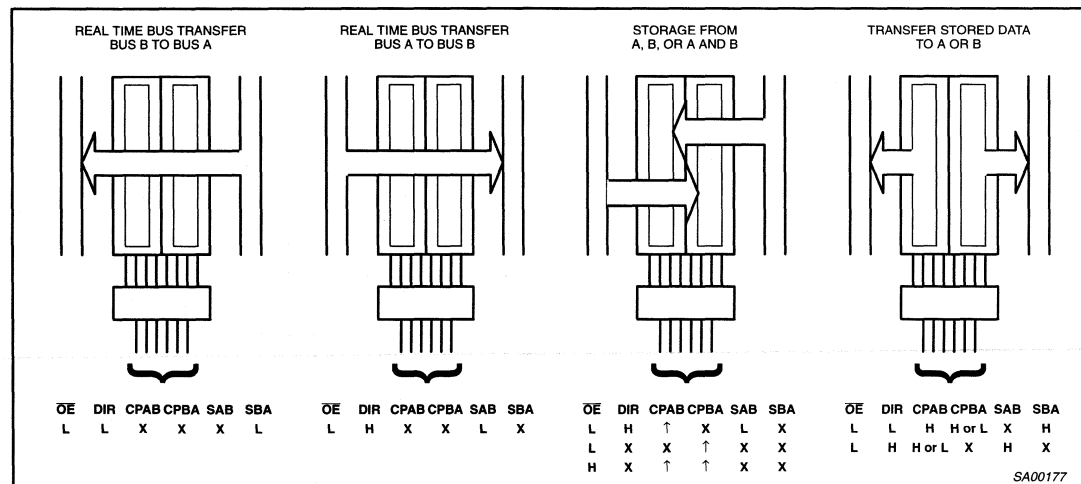 REAL TIME BUS TRANSFER
BUS B TO BUS A
OE DIR CPAB CPBA SAB SBA
L L X X X L
REAL TIME BUS TRANSFER
BUS A TO BUS B
OE DIR CPAB CPBA SAB SBA
L H X X L X
STORAGE FROM
A, B, OR A AND B
OE DIR CPAB CPBA SAB SBA
L H ↑ X L X
L X X ↑ X X
H X ↑ ↑ X X
TRANSFER STORED DATA
TO A OR B
OE DIR CPAB CPBA SAB SBA
L L H H or L X H
L H H or L X H X
SA00177